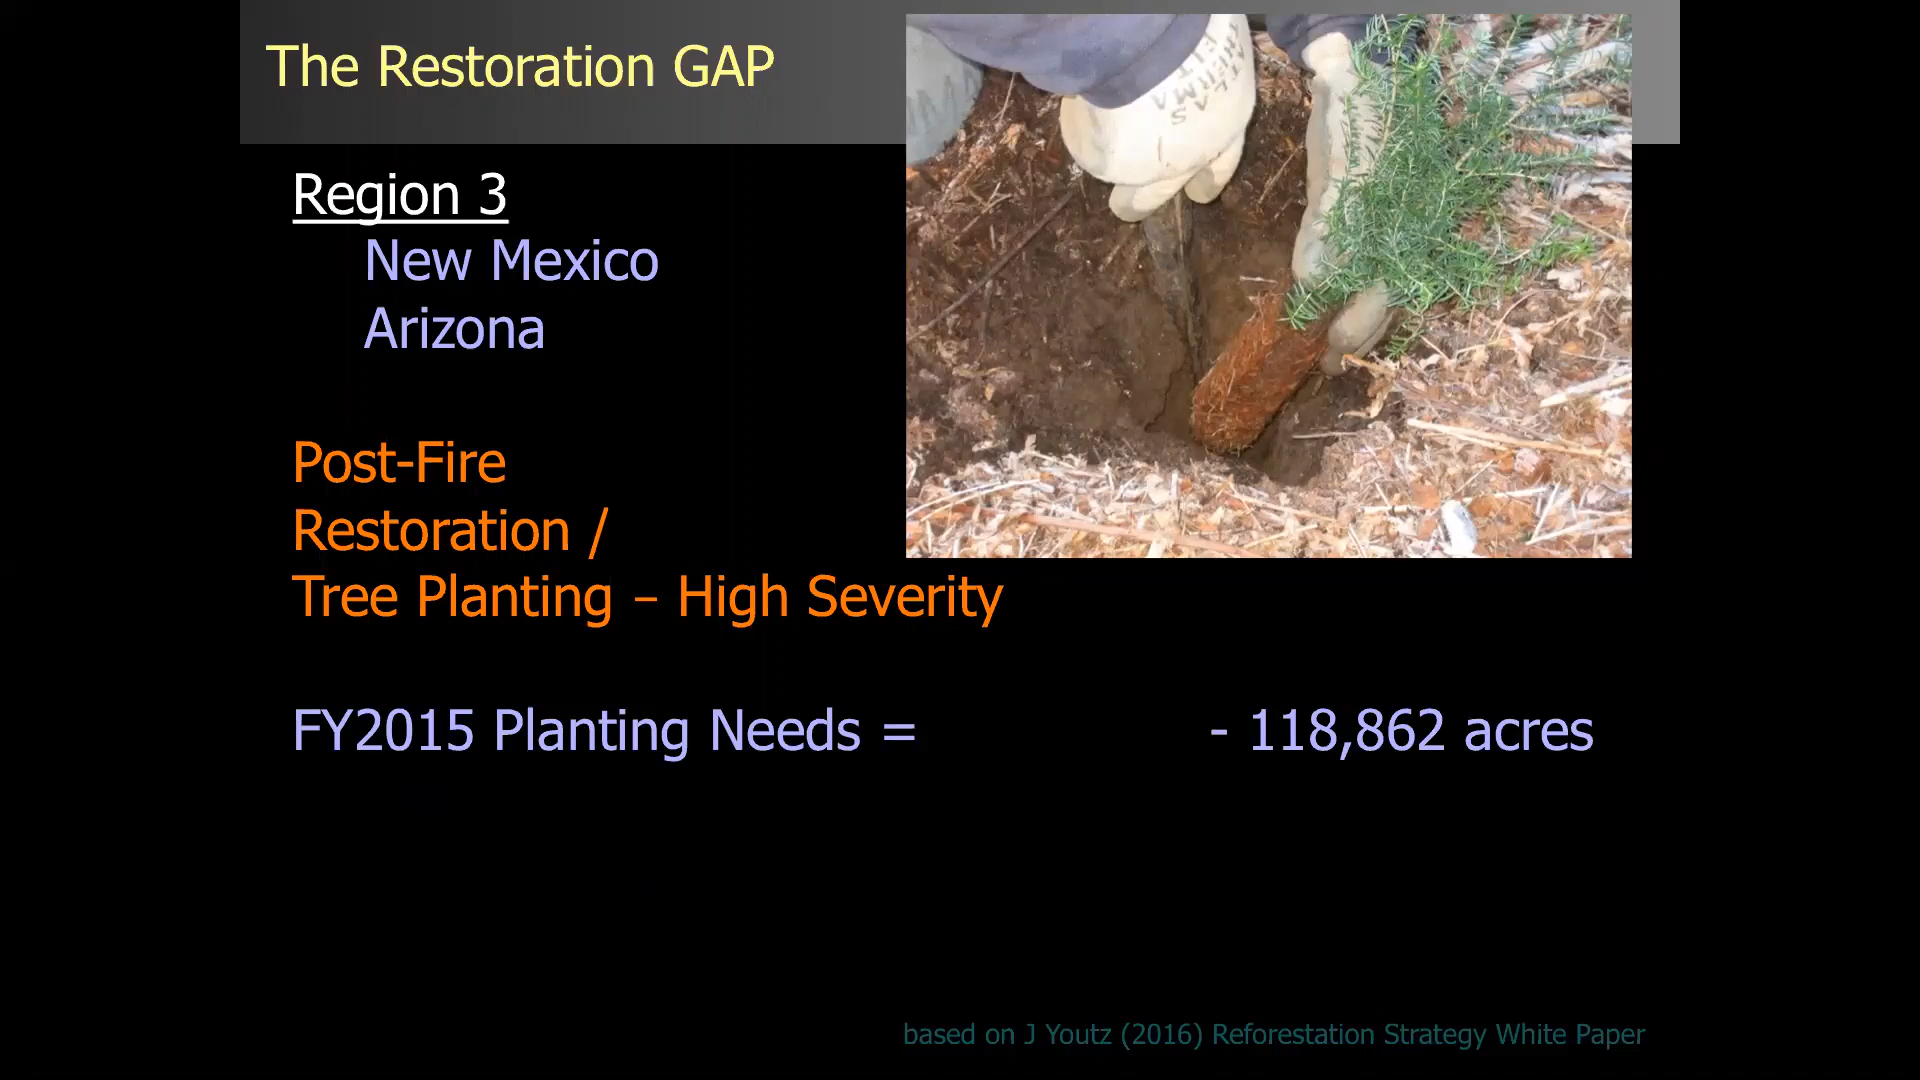 The Restoration GAP
Region 3
New Mexico
Arizona
Post-Fire
Restoration /
Tree Planting – High Severity
FY2015 Planting Needs = - 118,862 acres
based on J Youtz (2016) Reforestation Strategy White Paper